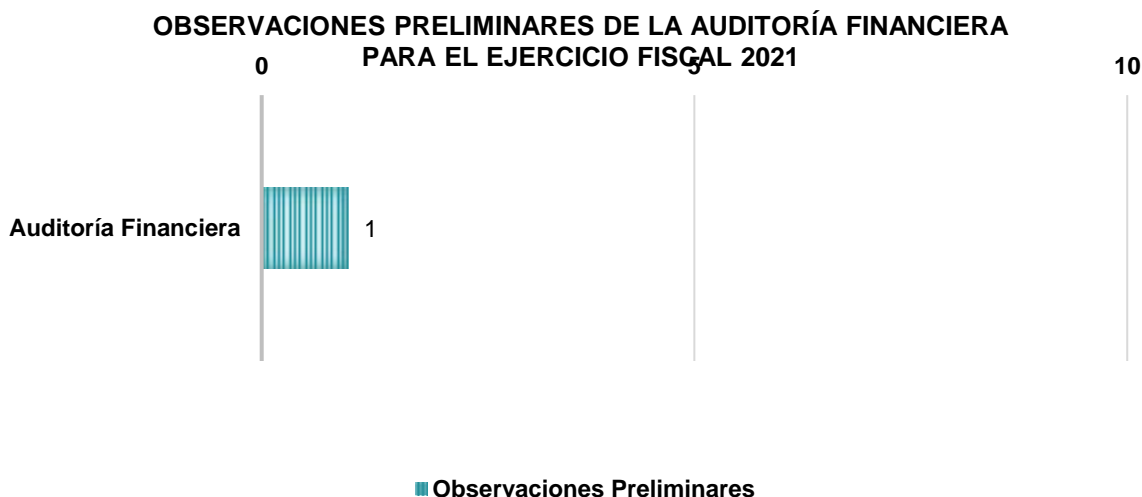 OBSERVACIONES PRELIMINARES DE LA AUDITORÍA FINANCIERA
PARA EL EJERCICIO FISCAL 2021
0 5 10
Auditoría Financiera 1
Observaciones Preliminares